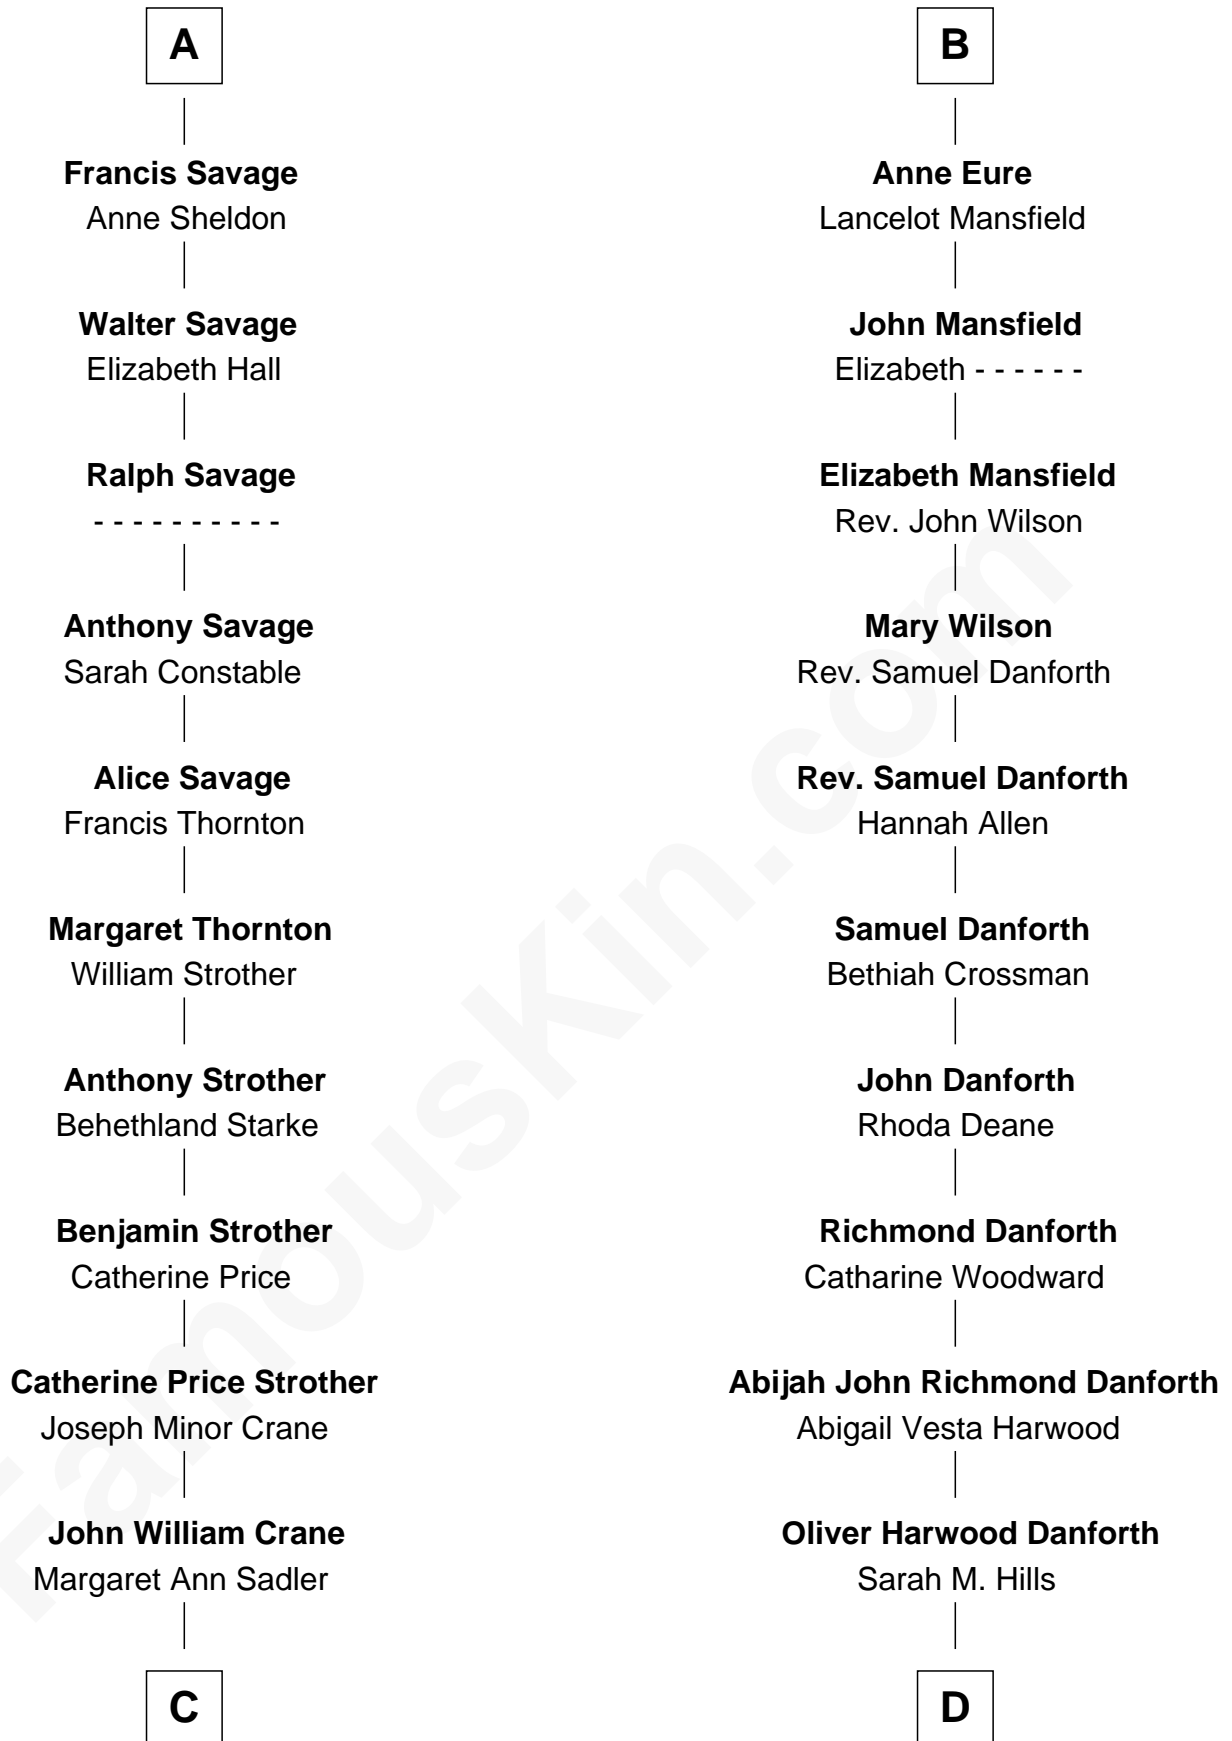 A
Francis Savage
Anne Sheldon
Walter Savage
Elizabeth Hall
Ralph Savage
- - - - - - - - - -
Anthony Savage
Sarah Constable
Alice Savage
Francis Thornton
Margaret Thornton
William Strother
Anthony Strother
Behethland Starke
Benjamin Strother
Catherine Price
Catherine Price Strother
Joseph Minor Crane
John William Crane
Margaret Ann Sadler
C
B
Anne Eure
Lancelot Mansfield
John Mansfield
Elizabeth - - - - - -
Elizabeth Mansfield
Rev. John Wilson
Mary Wilson
Rev. Samuel Danforth
Rev. Samuel Danforth
Hannah Allen
Samuel Danforth
Bethiah Crossman
John Danforth
Rhoda Deane
Richmond Danforth
Catharine Woodward
Abijah John Richmond Danforth
Abigail Vesta Harwood
Oliver Harwood Danforth
Sarah M. Hills
D
FamousKin.com